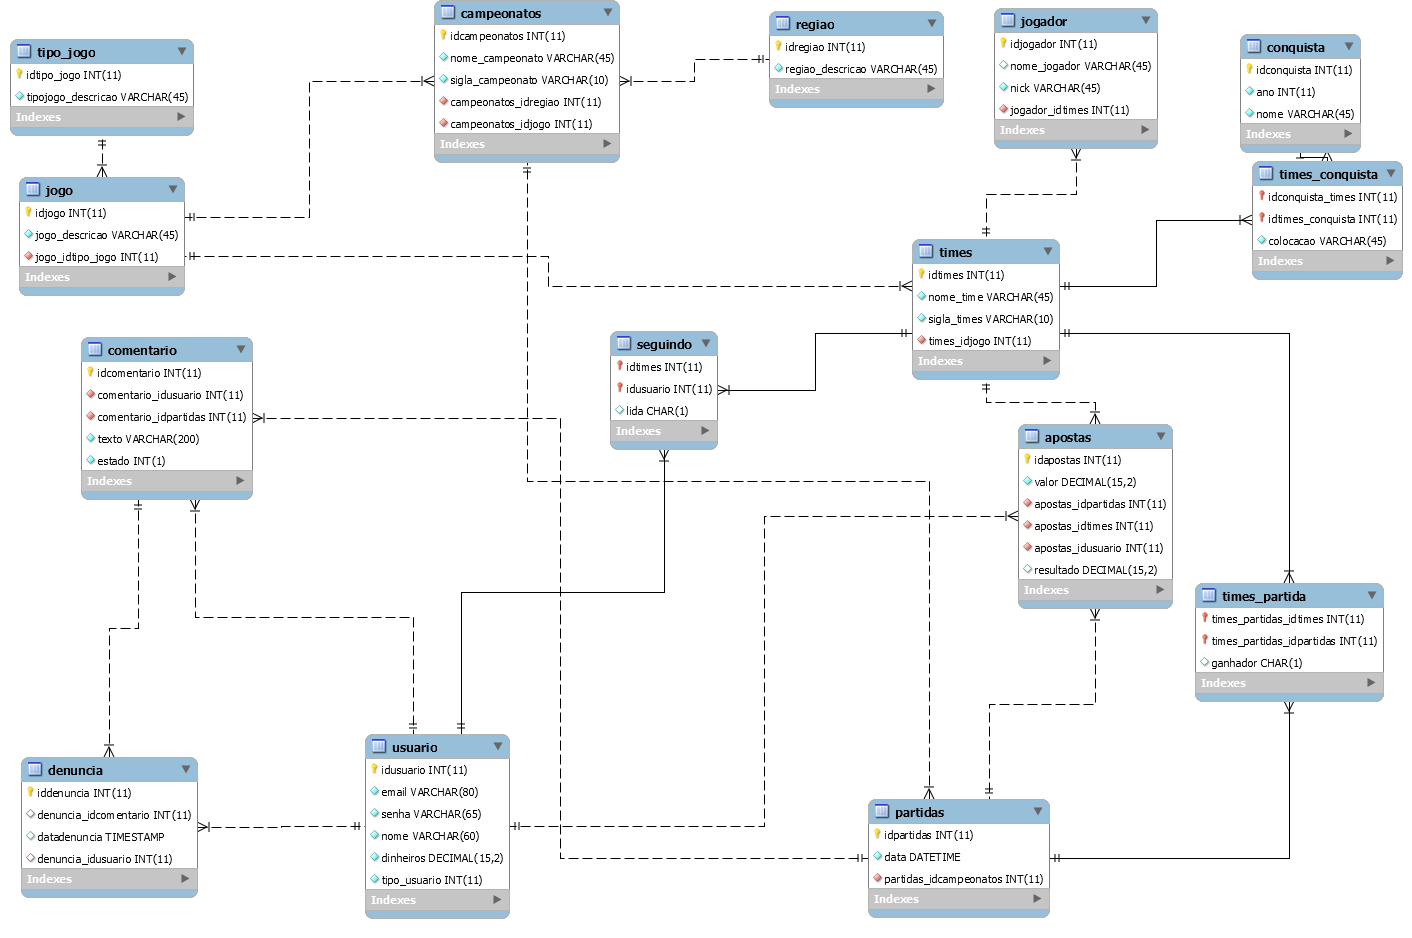 campeonatos
idcampeonatos INT(11)
nome_campeonato VARCHAR(45)
sigla_campeonato VARCHAR(10)
campeonatos_idregiao INT(11)
campeonatos_idjogo INT(11)
Indexes
regiao
idregiao INT(11)
regiao_descricao VARCHAR(45)
Indexes
jogador
idjogador INT(11)
nome_jogador VARCHAR(45)
nick VARCHAR(45)
jogador_idtimes INT(11)
Indexes
conquista
idconquista INT(11)
ano INT(11)
nome VARCHAR(45)
Indexes
tipo_jogo
idtipo_jogo INT(11)
tipojogo_descricao VARCHAR(45)
Indexes
jogo
idjogo INT(11)
jogo_descricao VARCHAR(45)
jogo_idtipo_jogo INT(11)
Indexes
times_conquista
idconquista_times INT(11)
idtimes_conquista INT(11)
colocacao VARCHAR(45)
Indexes
times
idtimes INT(11)
nome_time VARCHAR(45)
sigla_times VARCHAR(10)
times_idjogo INT(11)
Indexes
comentario
idcomentario INT(11)
comentario_idusuario INT(11)
comentario_idpartidas INT(11)
texto VARCHAR(200)
estado INT(1)
Indexes
seguindo
idtimes INT(11)
idusuario INT(11)
lida CHAR(1)
Indexes
apostas
idapostas INT(11)
valor DECIMAL(15,2)
apostas_idpartidas INT(11)
apostas_idtimes INT(11)
apostas_idusuario INT(11)
resultado DECIMAL(15,2)
Indexes
times_partida
times_partidas_idtimes INT(11)
times_partidas_idpartidas INT(11)
ganhador CHAR(1)
Indexes
denuncia
iddenuncia INT(11)
denuncia_idcomentario INT(11)
datadenuncia TIMESTAMP
denuncia_idusuario INT(11)
Indexes
usuario
idusuario INT(11)
email VARCHAR(80)
senha VARCHAR(65)
nome VARCHAR(60)
dinheiros DECIMAL(15,2)
tipo_usuario INT(11)
Indexes
partidas
idpartidas INT(11)
data DATETIME
partidas_idcampeonatos INT(11)
Indexes